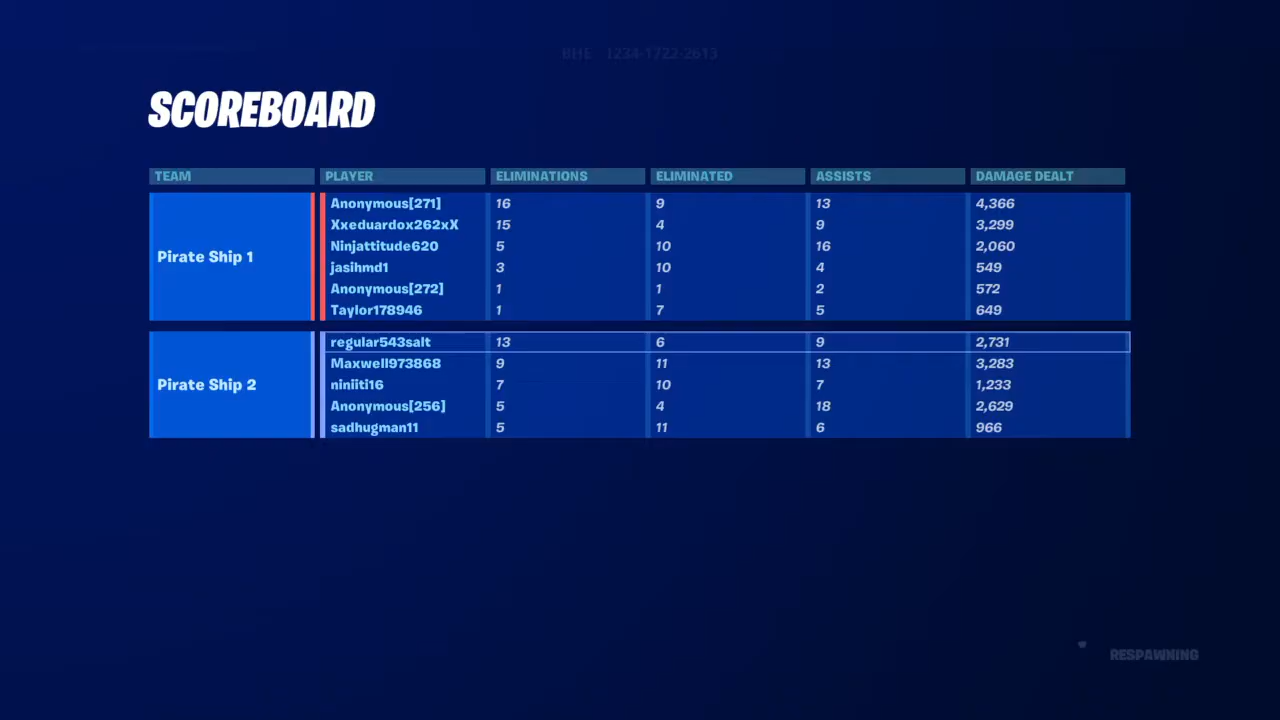 BHE 1234-1722-2613
SCOREBOARD
TEAM PLAYER ELIMINATIONS ELIMINATED ASSISTS DAMAGE DEALT
Pirate Ship 1
Anonymous[271] 16 9 13 4,366
Xxeduardox262xX 15 4 9 3,299
Ninjattitude620 5 10 16 2,060
jasihmd1 3 10 4 549
Anonymous[272] 1 1 2 572
Taylor178946 1 7 5 649
Pirate Ship 2
regular543salt 13 6 9 2,731
Maxwell973868 9 11 13 3,283
niniiti16 7 10 7 1,233
Anonymous[256] 5 4 18 2,629
sadhugman11 5 11 6 966
RESPAWNING